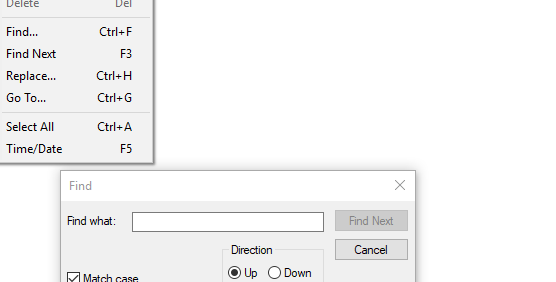 Delete Del
Find... Ctrl+F
Find Next F3
Replace... Ctrl+H
Go To... Ctrl+G
Select All Ctrl+A
Time/Date F5
Find
Find what: Find Next
Direction Cancel
Match case Up Down